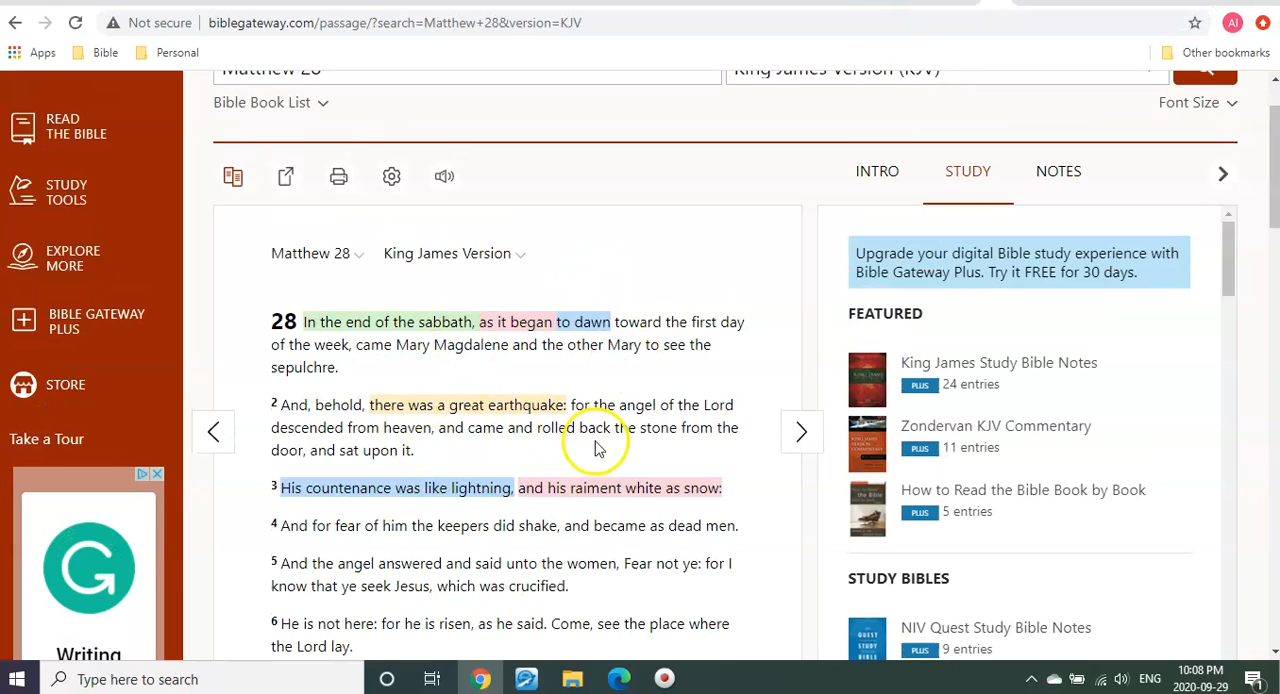 Not secure | biblegateway.com/passage/?search=Matthew+28&version=KJV
AI
Apps Bible Personal Other bookmarks
Matthew 28 King James Version (KJV)
Bible Book List Font Size
READ
THE BIBLE
STUDY
TOOLS
EXPLORE
MORE
BIBLE GATEWAY
PLUS
STORE
Take a Tour
Writing
INTRO STUDY NOTES
Matthew 28 King James Version
28 In the end of the sabbath, as it began to dawn toward the first day
of the week, came Mary Magdalene and the other Mary to see the
sepulchre.
2 And, behold, there was a great earthquake: for the angel of the Lord
descended from heaven, and came and rolled back the stone from the
door, and sat upon it.
3 His countenance was like lightning, and his raiment white as snow:
4 And for fear of him the keepers did shake, and became as dead men.
5 And the angel answered and said unto the women, Fear not ye: for I
know that ye seek Jesus, which was crucified.
6 He is not here: for he is risen, as he said. Come, see the place where
the Lord lay.
Upgrade your digital Bible study experience with
Bible Gateway Plus. Try it FREE for 30 days.
FEATURED
King James Study Bible Notes
PLUS 24 entries
Zondervan KJV Commentary
PLUS 11 entries
How to Read the Bible Book by Book
PLUS 5 entries
STUDY BIBLES
NIV Quest Study Bible Notes
PLUS 9 entries
Type here to search
ENG
10:08 PM
2020-09-29
1